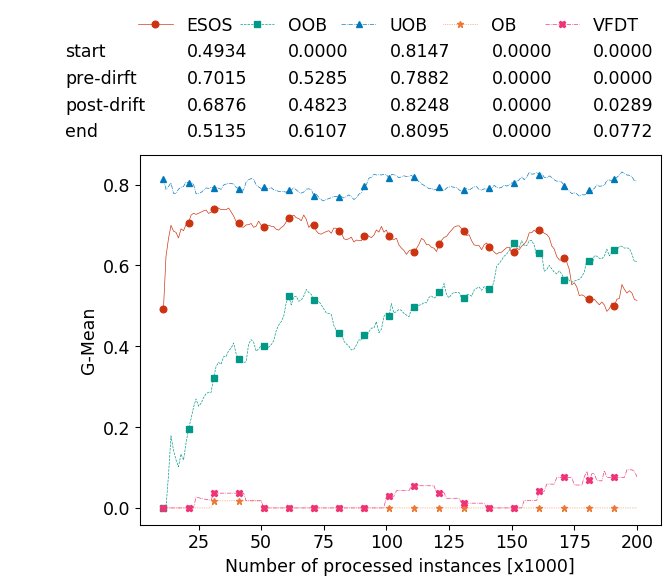 ESOS OOB UOB OB VFDT
start 0.4934 0.0000 0.8147 0.0000 0.0000
pre-dirft 0.7015 0.5285 0.7882 0.0000 0.0000
post-drift 0.6876 0.4823 0.8248 0.0000 0.0289
end 0.5135 0.6107 0.8095 0.0000 0.0772
0.8
0.6
0.4
0.2
0.0
G-Mean
25 50 75 100 125 150 175 200
Number of processed instances [x1000]